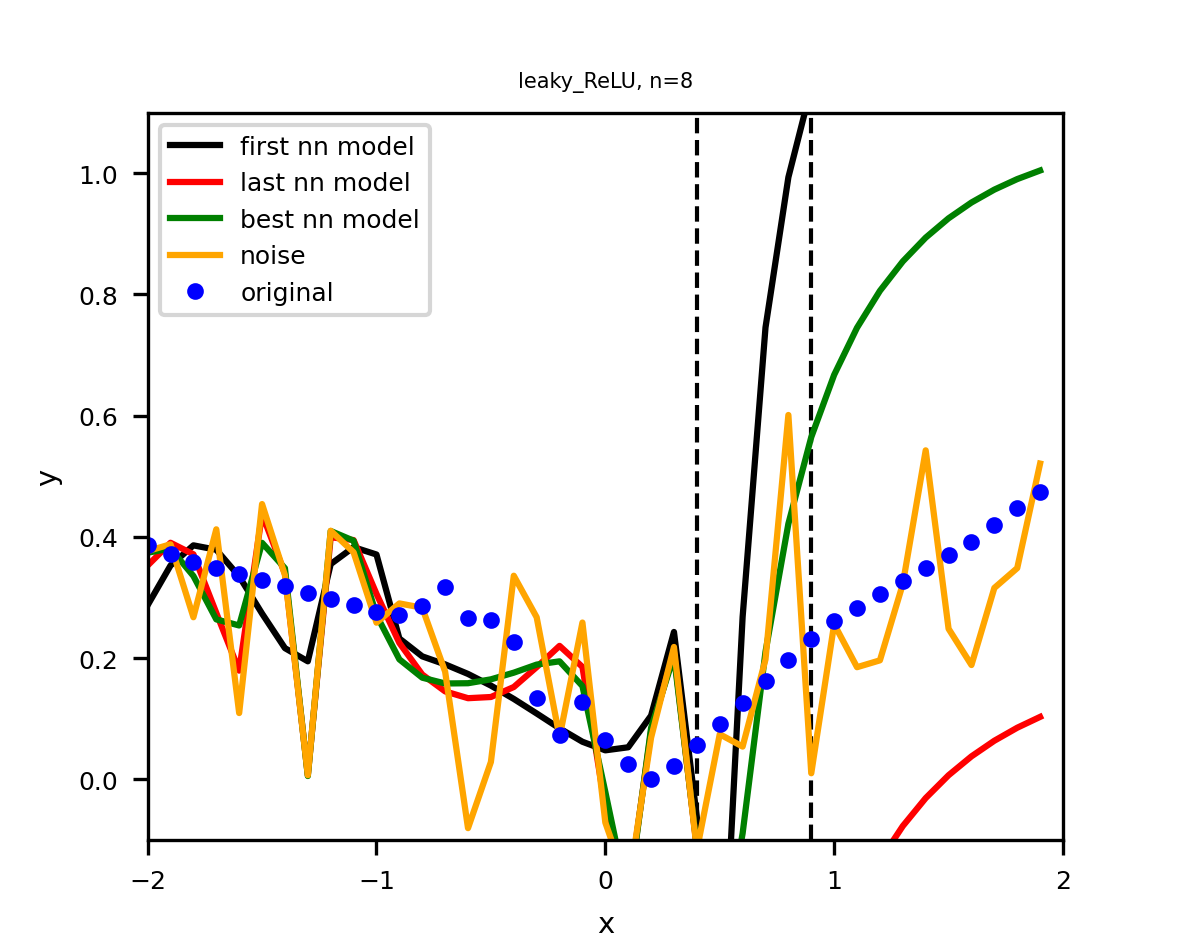 leaky_ReLU, n=8
first nn model
last nn model
best nn model
noise
original
1.0
0.8
0.6
0.4
0.2
0.0
y
−2
−1
0
1
2
x